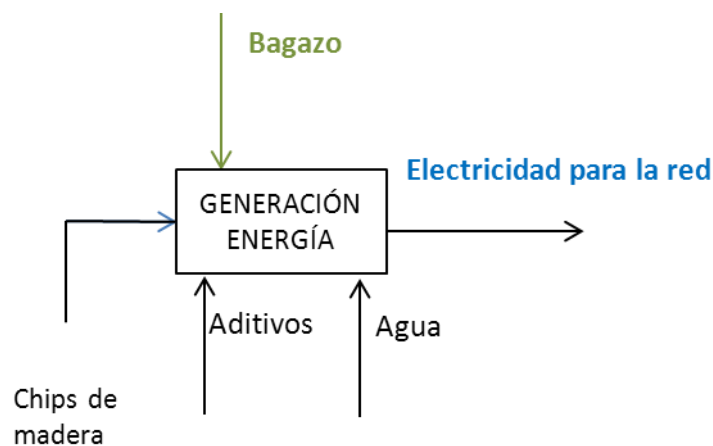 Bagazo
Electricidad para la red
GENERACIÓN
ENERGÍA
Aditivos
Agua
Chips de
madera